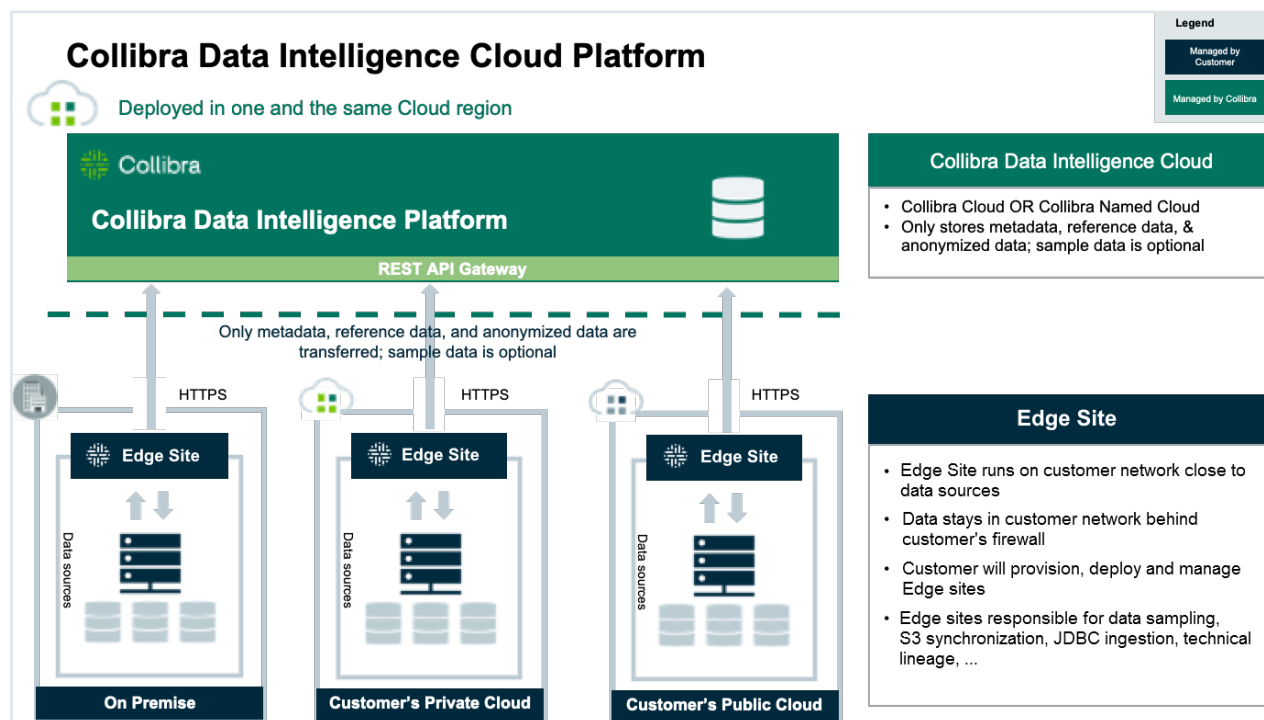 Legend
Managed by
Customer
Managed by Collibra
Collibra Data Intelligence Cloud Platform
Deployed in one and the same Cloud region
Collibra
Collibra Data Intelligence Platform
REST API Gateway
Collibra Data Intelligence Cloud
• Collibra Cloud OR Collibra Named Cloud
• Only stores metadata, reference data, &
anonymized data; sample data is optional
Only metadata, reference data, and anonymized data are
transferred; sample data is optional
HTTPS
HTTPS
HTTPS
Edge Site
Edge Site
Edge Site
Data sources
Data sources
Data sources
On Premise
Customer's Private Cloud
Customer's Public Cloud
Edge Site
• Edge Site runs on customer network close to
data sources
• Data stays in customer network behind
customer's firewall
• Customer will provision, deploy and manage
Edge sites
• Edge sites responsible for data sampling,
S3 synchronization, JDBC ingestion, technical
lineage, ...